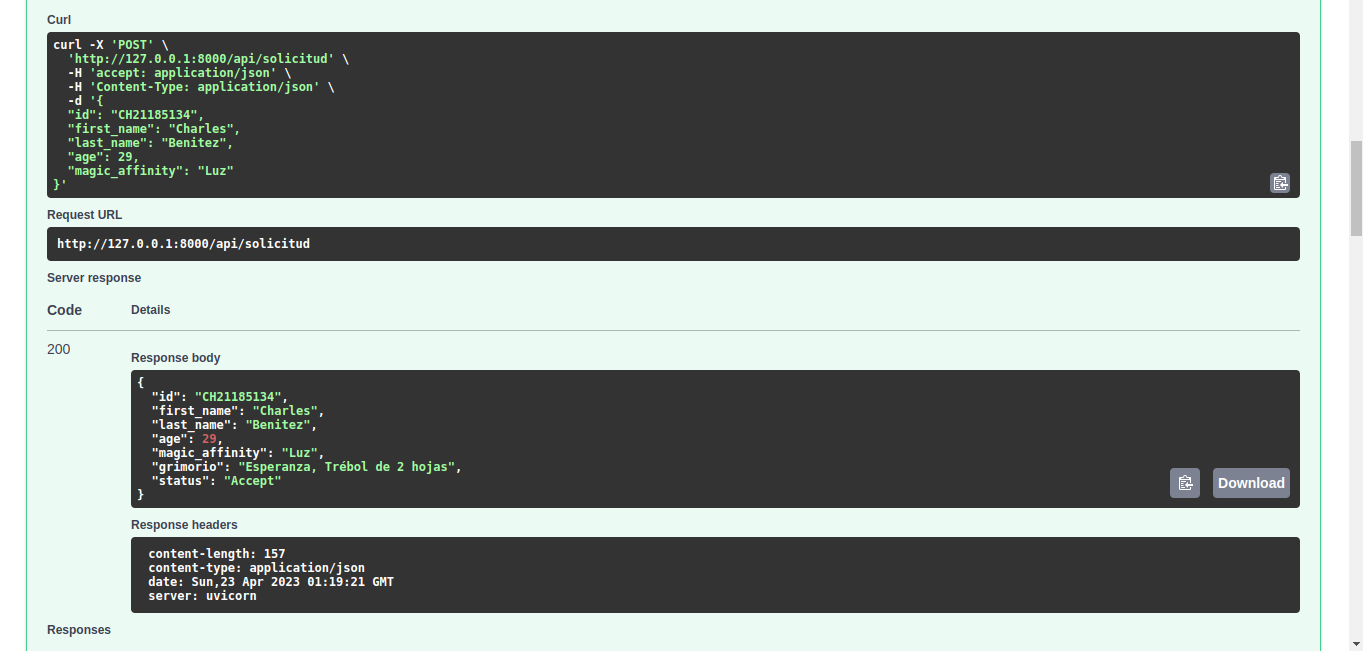 Curl
curl -X 'POST' \
  'http://127.0.0.1:8000/api/solicitud' \
  -H 'accept: application/json' \
  -H 'Content-Type: application/json' \
  -d '{
  "id": "CH21185134",
  "first_name": "Charles",
  "last_name": "Benitez",
  "age": 29,
  "magic_affinity": "Luz"
}'
Request URL
http://127.0.0.1:8000/api/solicitud
Server response
Code Details
200
Response body
{
  "id": "CH21185134",
  "first_name": "Charles",
  "last_name": "Benitez",
  "age": 29,
  "magic_affinity": "Luz",
  "grimorio": "Esperanza, Trébol de 2 hojas",
  "status": "Accept"
}
Download
Response headers
content-length: 157
content-type: application/json
date: Sun,23 Apr 2023 01:19:21 GMT
server: uvicorn
Responses